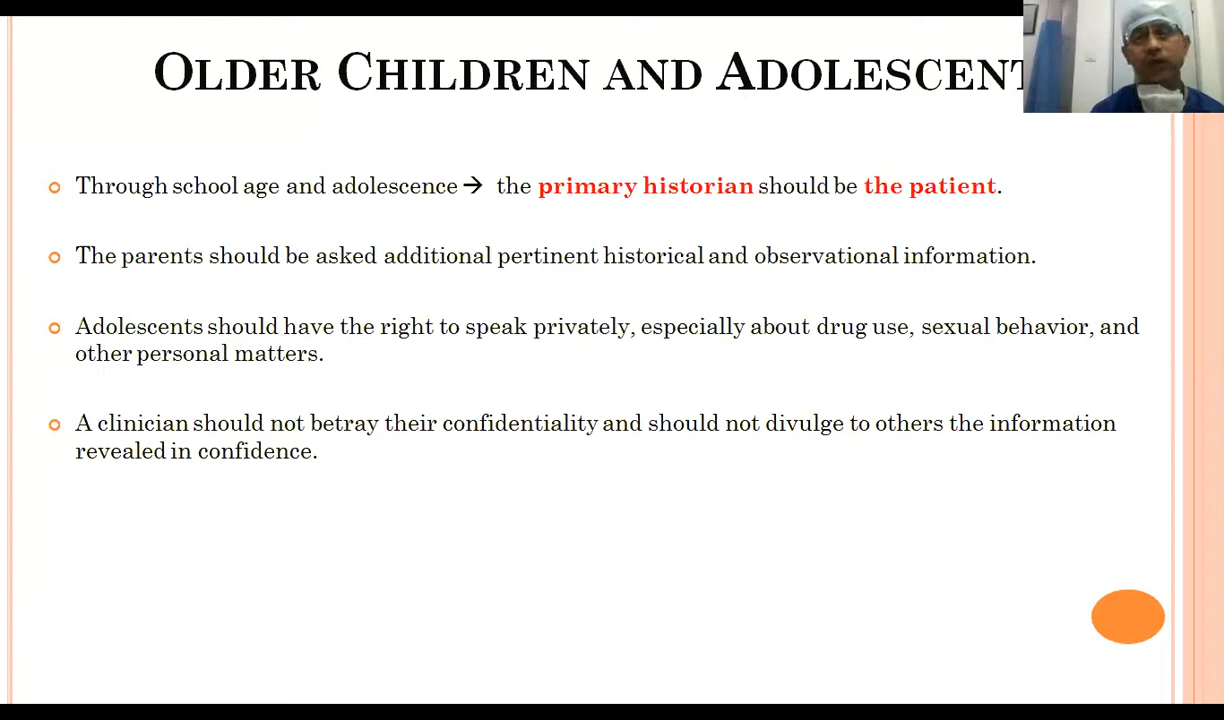 OLDER CHILDREN AND ADOLESCENT
Through school age and adolescence → the primary historian should be the patient.
The parents should be asked additional pertinent historical and observational information.
Adolescents should have the right to speak privately, especially about drug use, sexual behavior, and
other personal matters.
A clinician should not betray their confidentiality and should not divulge to others the information
revealed in confidence.